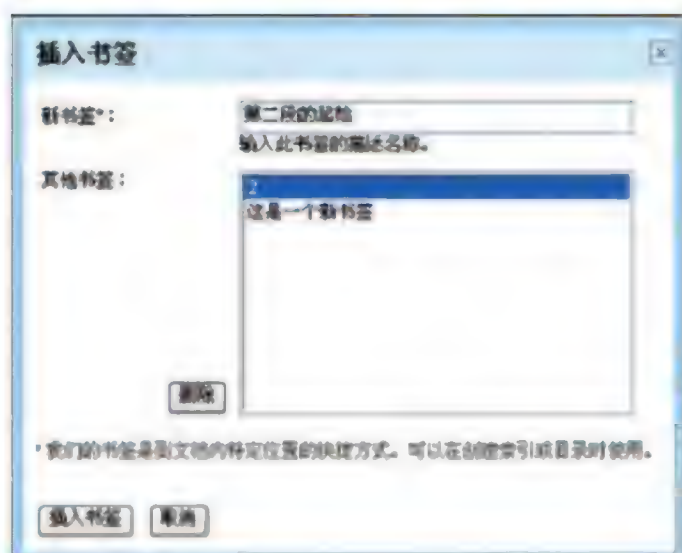 插入书签
新书签*：
第二段的起始
输入此书签的描述名称。
其他书签：
2
这是一个新书签
删除
*我们的书签是到文档内特定位置的快捷方式。可以在创建索引或目录时使用。
插入书签
取消